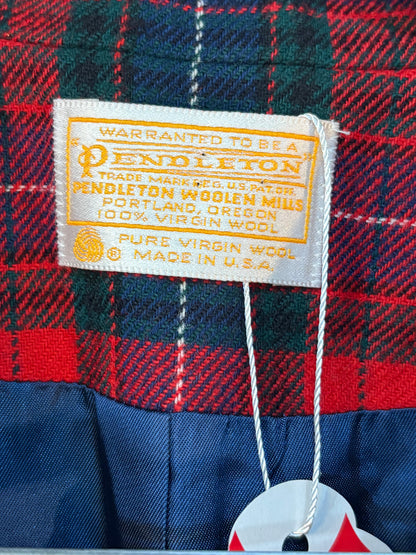 WARRANTED TO BE A
"PENDLETON"
TRADE MARK REG. U.S. PAT. OFF.
PENDLETON WOOLEN MILLS
PORTLAND, OREGON
100% VIRGIN WOOL
PURE VIRGIN WOOL
® MADE IN U.S.A.